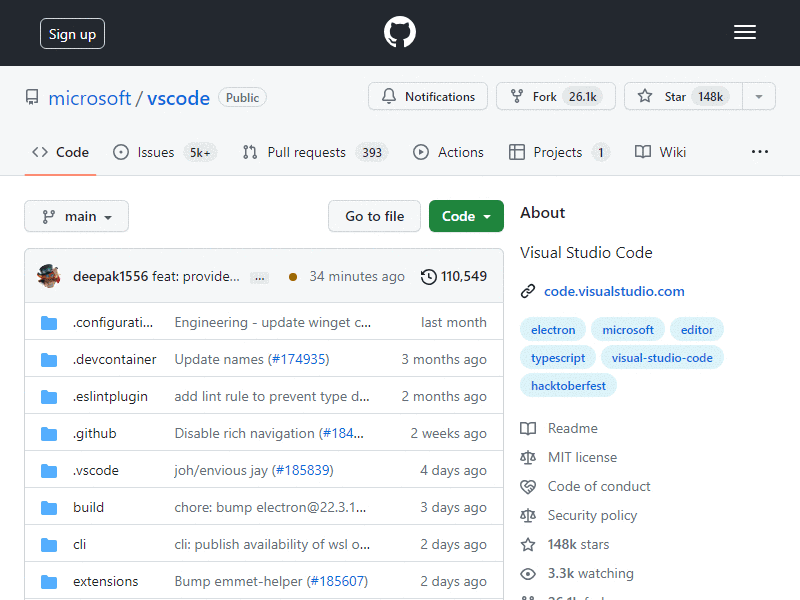 Sign up
microsoft / vscode Public
Notifications Fork 26.1k Star 148k
Code Issues 5k+ Pull requests 393 Actions Projects 1 Wiki ...
main Go to file Code
deepak1556 feat: provide... ... 34 minutes ago 110,549
.configurati... Engineering - update winget c... last month
.devcontainer Update names (#174935) 3 months ago
.eslintplugin add lint rule to prevent type d... 2 months ago
.github Disable rich navigation (#184... 2 weeks ago
.vscode joh/envious jay (#185839) 4 days ago
build chore: bump electron@22.3.1... 3 days ago
cli cli: publish availability of wsl o... 2 days ago
extensions Bump emmet-helper (#185607) 2 days ago
About
Visual Studio Code
code.visualstudio.com
electron microsoft editor
typescript visual-studio-code
hacktoberfest
Readme
MIT license
Code of conduct
Security policy
148k stars
3.3k watching